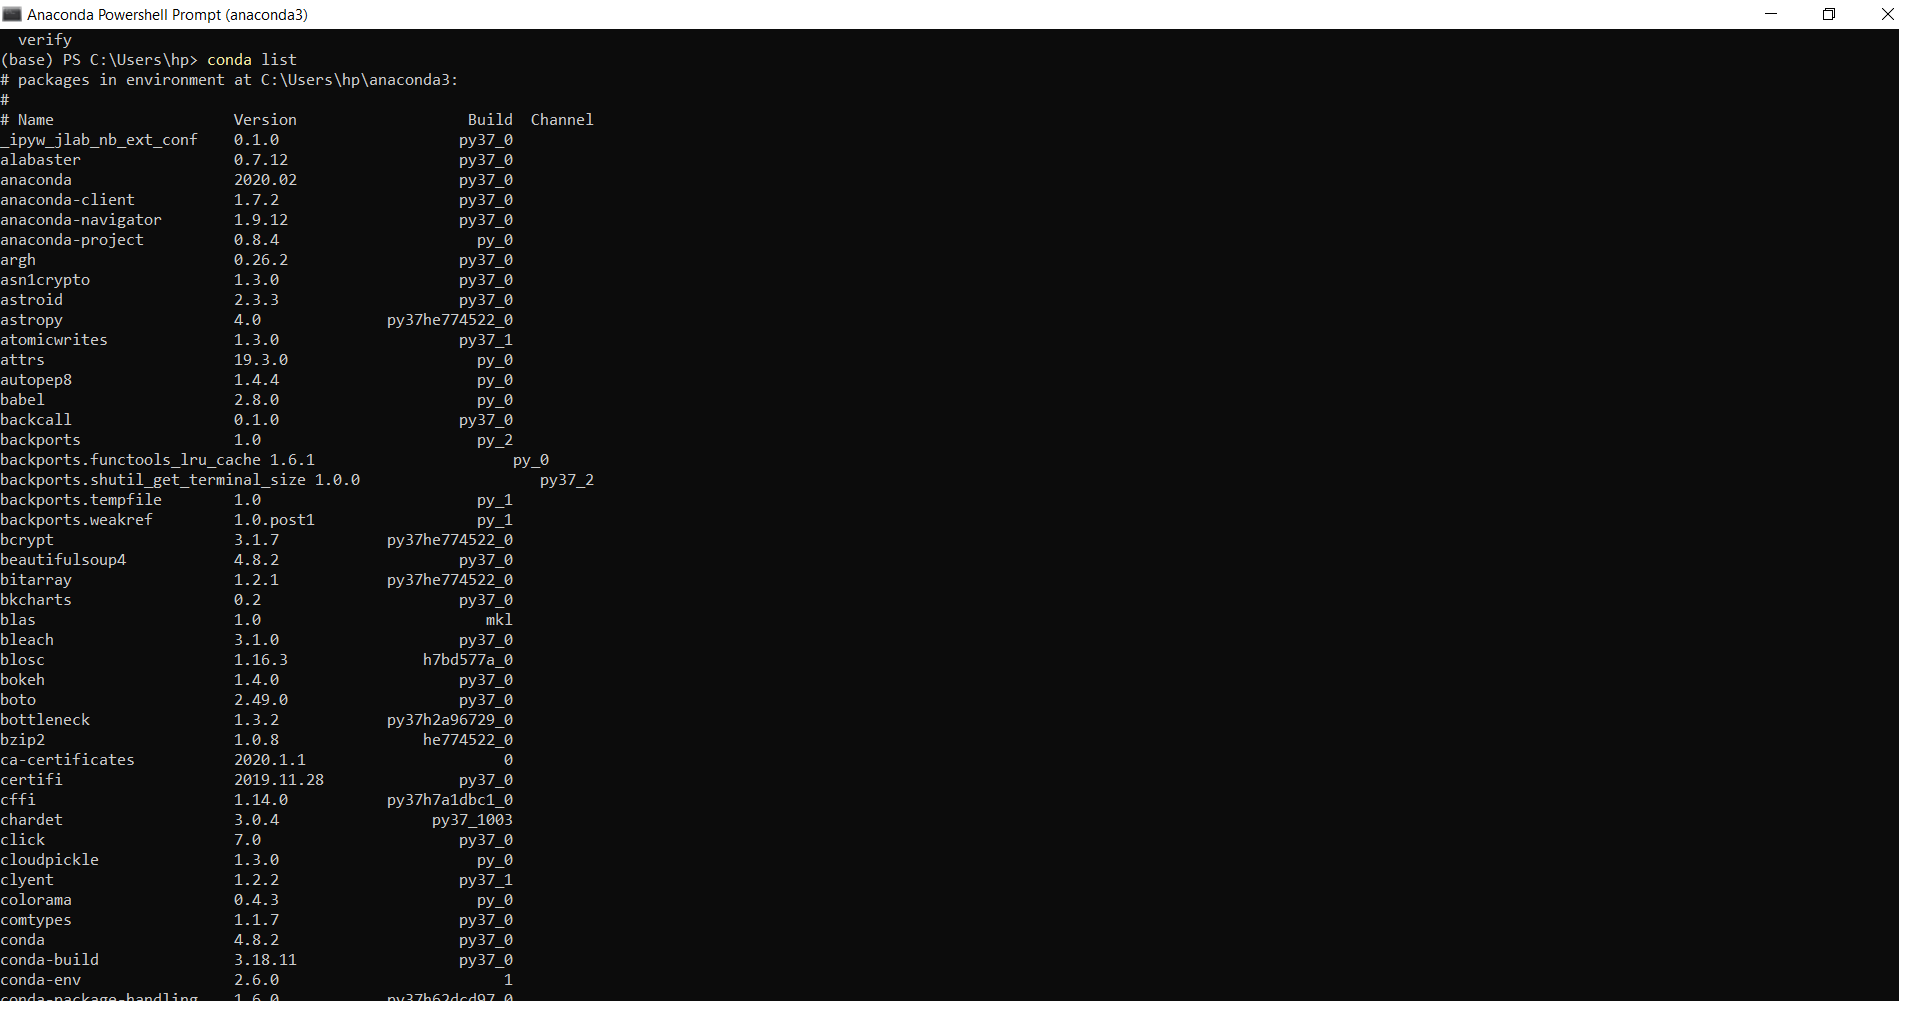 Anaconda Powershell Prompt (anaconda3)
verify
(base) PS C:\Users\hp> conda list
# packages in environment at C:\Users\hp\anaconda3:
#
# Name Version Build Channel
_ipyw_jlab_nb_ext_conf 0.1.0 py37_0
alabaster 0.7.12 py37_0
anaconda 2020.02 py37_0
anaconda-client 1.7.2 py37_0
anaconda-navigator 1.9.12 py37_0
anaconda-project 0.8.4 py_0
argh 0.26.2 py37_0
asn1crypto 1.3.0 py37_0
astroid 2.3.3 py37_0
astropy 4.0 py37he774522_0
atomicwrites 1.3.0 py37_1
attrs 19.3.0 py_0
autopep8 1.4.4 py_0
babel 2.8.0 py_0
backcall 0.1.0 py37_0
backports 1.0 py_2
backports.functools_lru_cache 1.6.1 py_0
backports.shutil_get_terminal_size 1.0.0 py37_2
backports.tempfile 1.0 py_1
backports.weakref 1.0.post1 py_1
bcrypt 3.1.7 py37he774522_0
beautifulsoup4 4.8.2 py37_0
bitarray 1.2.1 py37he774522_0
bkcharts 0.2 py37_0
blas 1.0 mkl
bleach 3.1.0 py37_0
blosc 1.16.3 h7bd577a_0
bokeh 1.4.0 py37_0
boto 2.49.0 py37_0
bottleneck 1.3.2 py37h2a96729_0
bzip2 1.0.8 he774522_0
ca-certificates 2020.1.1 0
certifi 2019.11.28 py37_0
cffi 1.14.0 py37h7a1dbc1_0
chardet 3.0.4 py37_1003
click 7.0 py37_0
cloudpickle 1.3.0 py_0
clyent 1.2.2 py37_1
colorama 0.4.3 py_0
comtypes 1.1.7 py37_0
conda 4.8.2 py37_0
conda-build 3.18.11 py37_0
conda-env 2.6.0 1
conda-package-handling 1.6.0 py37h62dcd97_0